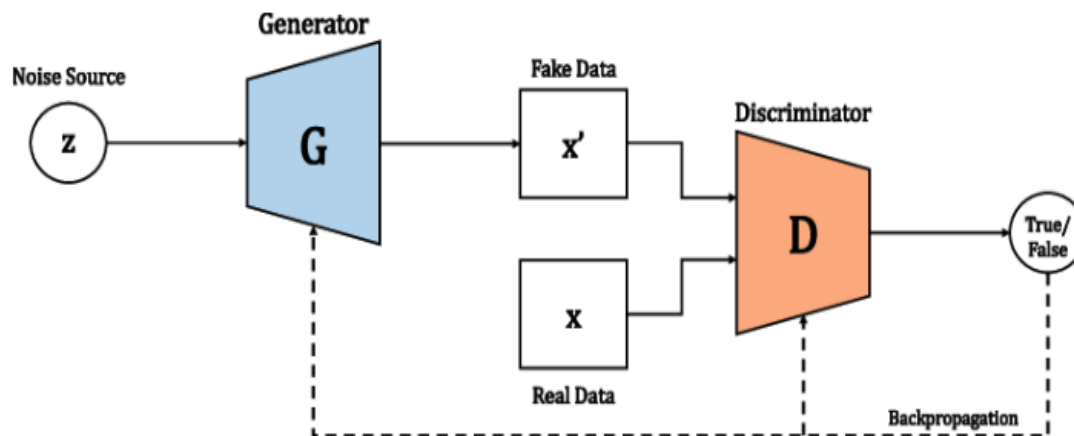 Generator
Noise Source
z
G
Fake Data
x’
Discriminator
D
True/
False
x
Real Data
Backpropagation